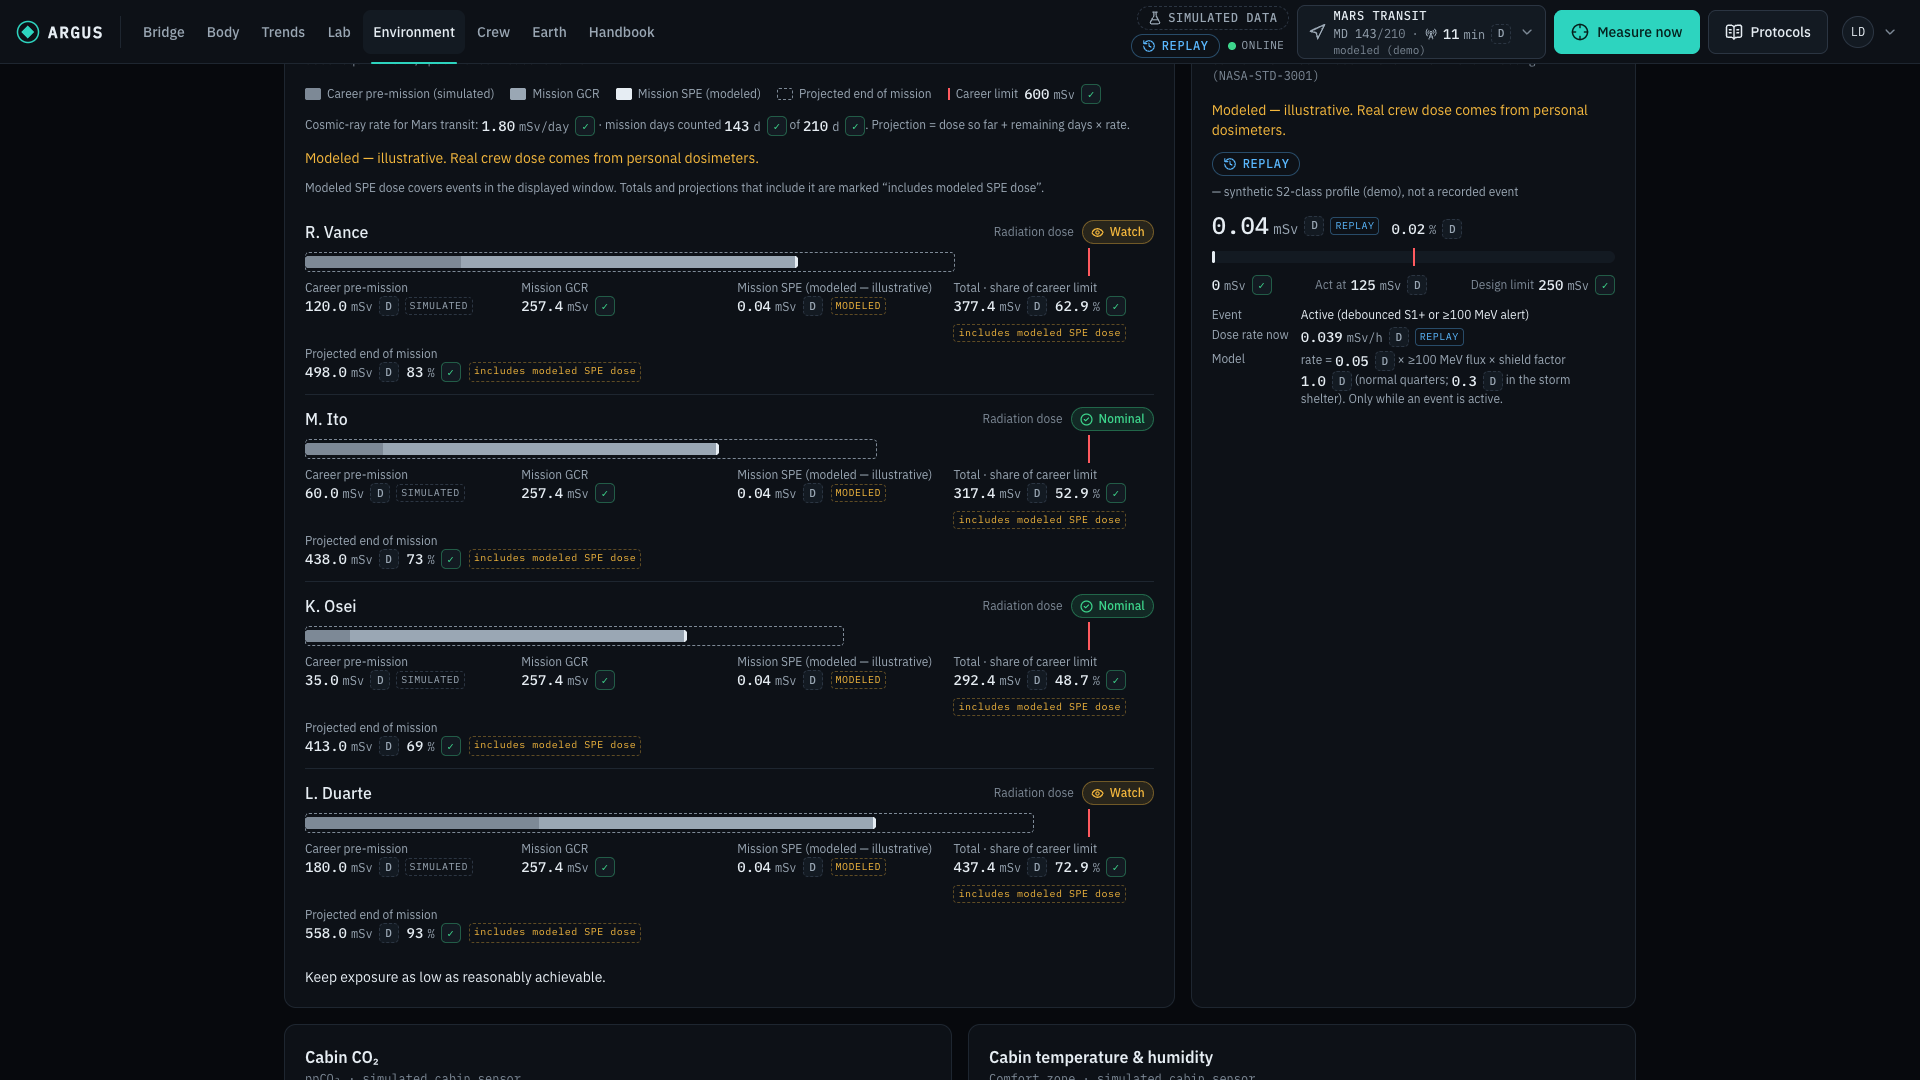 ARGUS
Bridge
Body
Trends
Lab
Environment
Crew
Earth
Handbook
SIMULATED DATA
REPLAY
ONLINE
MARS TRANSIT
MD 143/210 · 11 min D
modeled (demo)
Measure now
Protocols
LD
Career pre-mission (simulated) Mission GCR Mission SPE (modeled) Projected end of mission Career limit 600 mSv ✓
Cosmic-ray rate for Mars transit: 1.80 mSv/day ✓ · mission days counted 143 d ✓ of 210 d ✓. Projection = dose so far + remaining days × rate.
Modeled — illustrative. Real crew dose comes from personal dosimeters.
Modeled SPE dose covers events in the displayed window. Totals and projections that include it are marked “includes modeled SPE dose”.
R. Vance
Radiation dose Watch
Career pre-mission Mission GCR Mission SPE (modeled — illustrative) Total · share of career limit
120.0 mSv D SIMULATED 257.4 mSv ✓ 0.04 mSv D MODELED 377.4 mSv D 62.9 % ✓
includes modeled SPE dose
Projected end of mission
498.0 mSv D 83 % ✓ includes modeled SPE dose
M. Ito
Radiation dose Nominal
Career pre-mission Mission GCR Mission SPE (modeled — illustrative) Total · share of career limit
60.0 mSv D SIMULATED 257.4 mSv ✓ 0.04 mSv D MODELED 317.4 mSv D 52.9 % ✓
includes modeled SPE dose
Projected end of mission
438.0 mSv D 73 % ✓ includes modeled SPE dose
K. Osei
Radiation dose Nominal
Career pre-mission Mission GCR Mission SPE (modeled — illustrative) Total · share of career limit
35.0 mSv D SIMULATED 257.4 mSv ✓ 0.04 mSv D MODELED 292.4 mSv D 48.7 % ✓
includes modeled SPE dose
Projected end of mission
413.0 mSv D 69 % ✓ includes modeled SPE dose
L. Duarte
Radiation dose Watch
Career pre-mission Mission GCR Mission SPE (modeled — illustrative) Total · share of career limit
180.0 mSv D SIMULATED 257.4 mSv ✓ 0.04 mSv D MODELED 437.4 mSv D 72.9 % ✓
includes modeled SPE dose
Projected end of mission
558.0 mSv D 93 % ✓ includes modeled SPE dose
Keep exposure as low as reasonably achievable.
(NASA-STD-3001)
Modeled — illustrative. Real crew dose comes from personal
dosimeters.
REPLAY
— synthetic S2-class profile (demo), not a recorded event
0.04 mSv D REPLAY 0.02 % D
0 mSv ✓ Act at 125 mSv D Design limit 250 mSv ✓
Event Active (debounced S1+ or ≥100 MeV alert)
Dose rate now 0.039 mSv/h D REPLAY
Model rate = 0.05 D × ≥100 MeV flux × shield factor
1.0 D (normal quarters; 0.3 D in the storm
shelter). Only while an event is active.
Cabin CO₂
ppCO₂ · simulated cabin sensor
Cabin temperature & humidity
Comfort zone · simulated cabin sensor